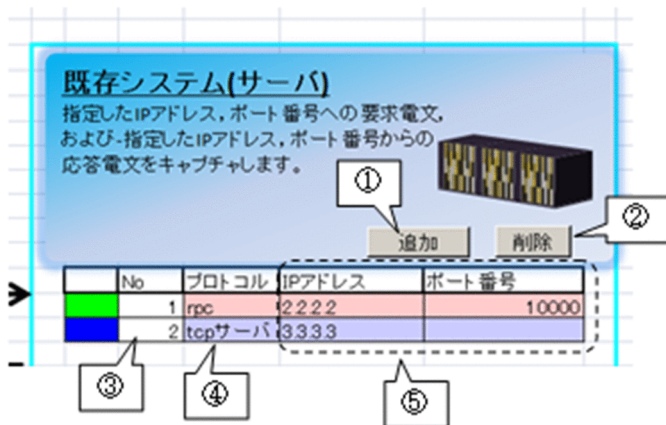 既存システム(サーバ)
指定したIPアドレス,ポート番号への要求電文,
および-指定したIPアドレス,ポート番号からの
応答電文をキャプチャします。
①
②
追加 削除
No プロトコル IPアドレス ポート番号
1 rpc 2.2.2.2 10000
2 tcpサーバ 3.3.3.3
③ ④ ⑤